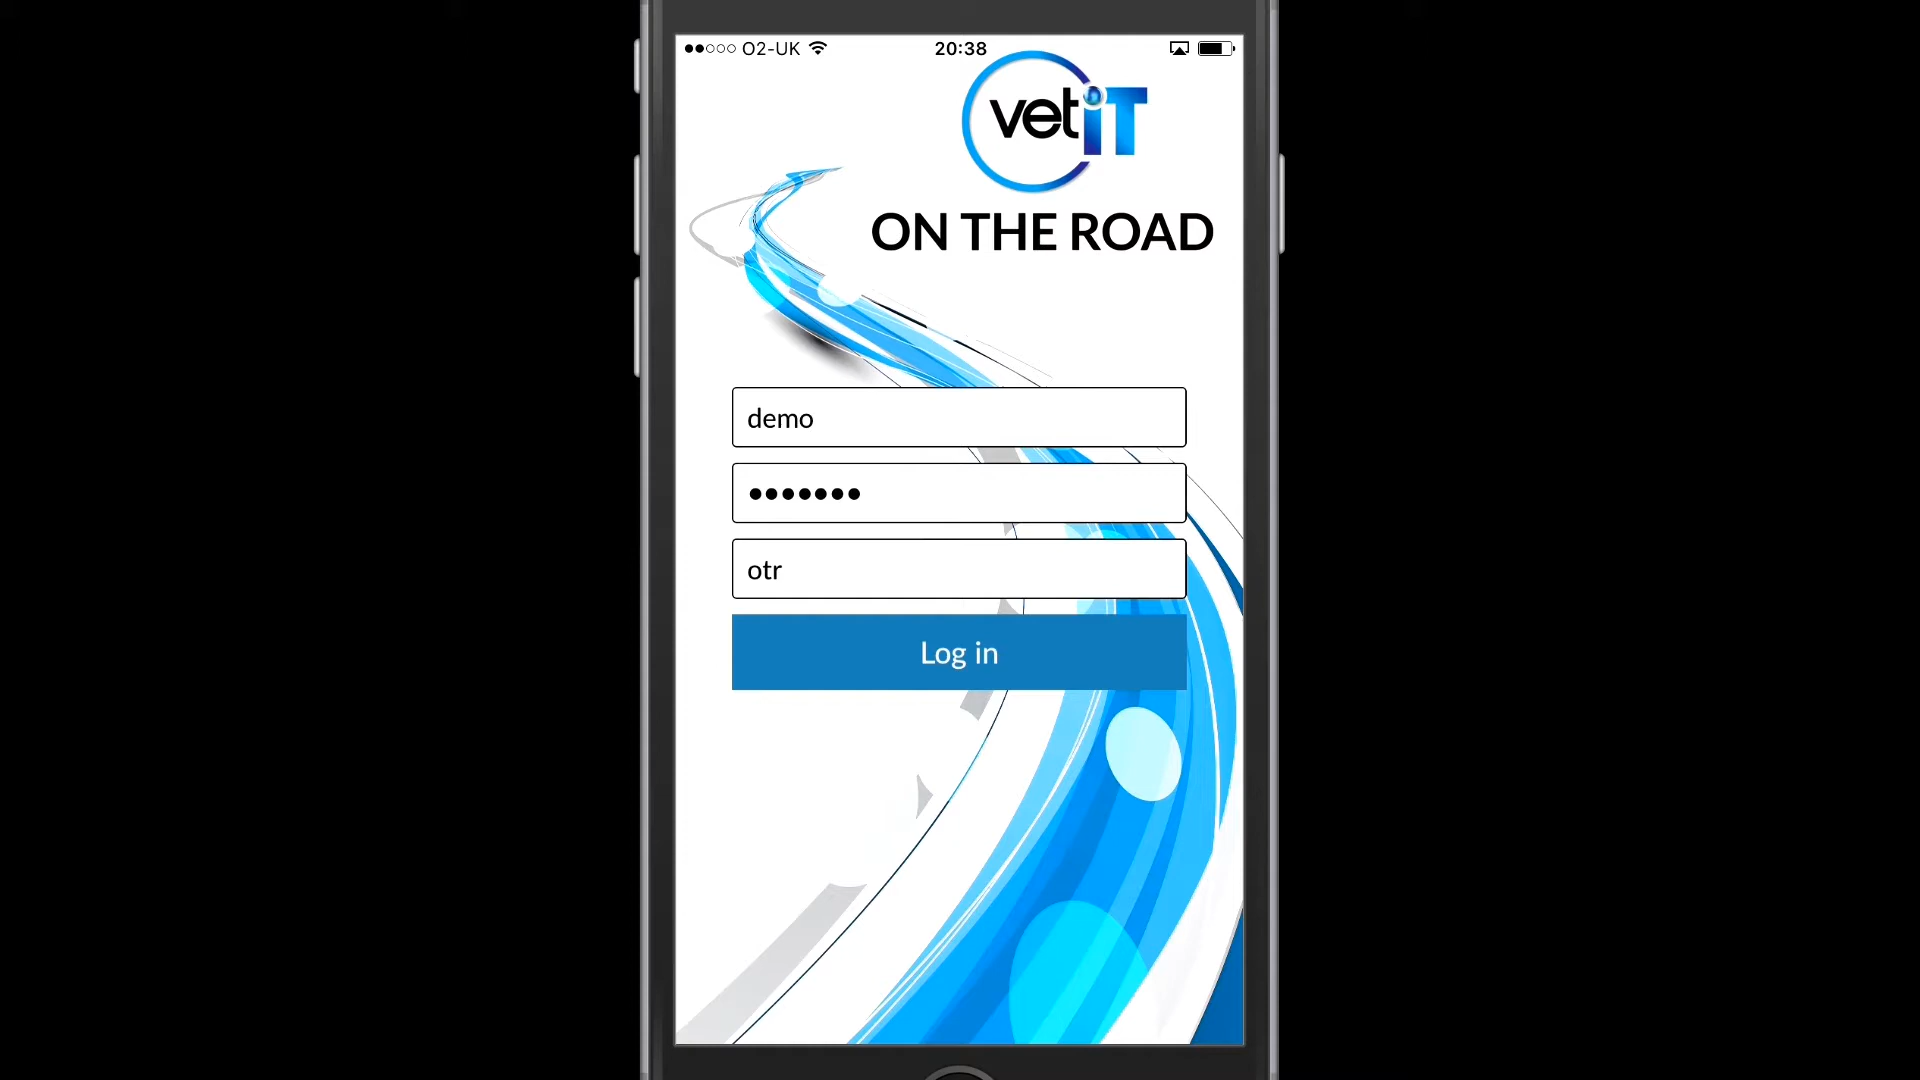 O2-UK 20:38
vetiT
ON THE ROAD
demo
•••••••
otr
Log in